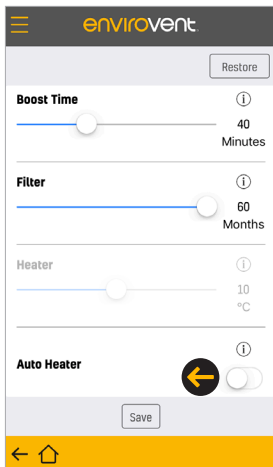 envirovent.
Restore
Boost Time
40
Minutes
Filter
60
Months
Heater
10
°C
Auto Heater
Save